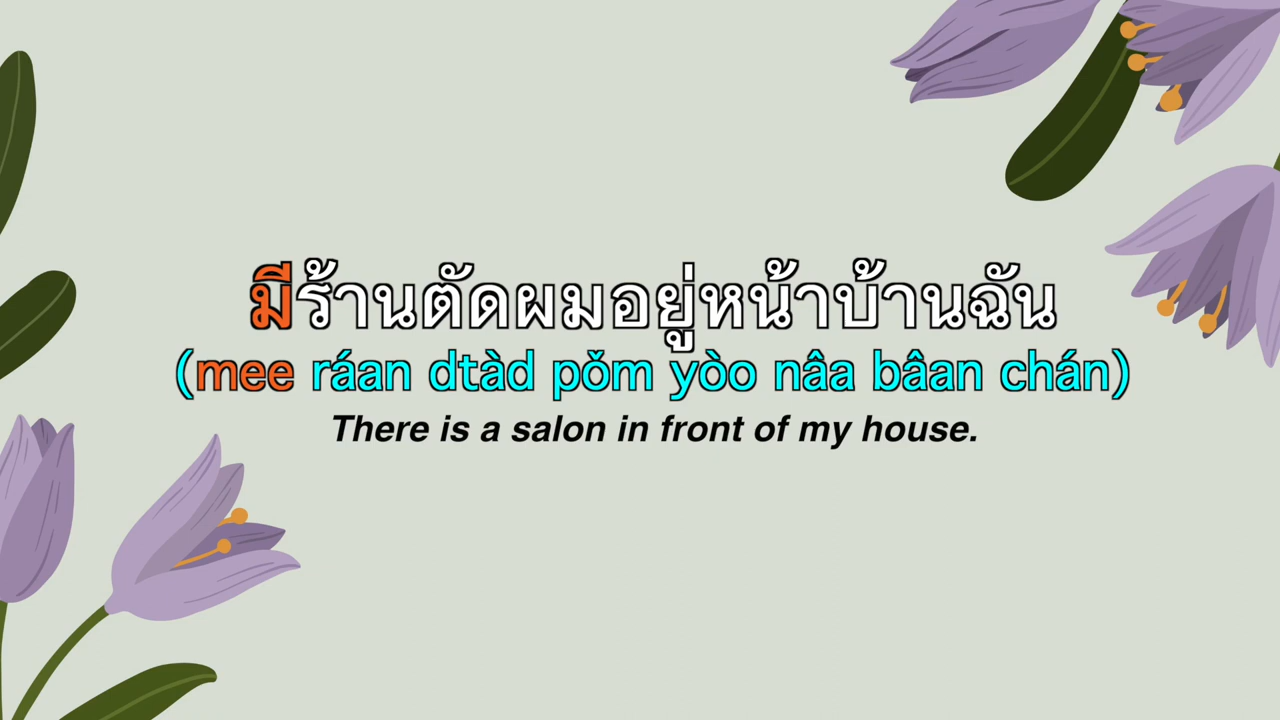 มีร้านตัดผมอยู่หน้าบ้านฉัน
(mee ráan dtàd pǒm yòo nâa bâan chán)
There is a salon in front of my house.